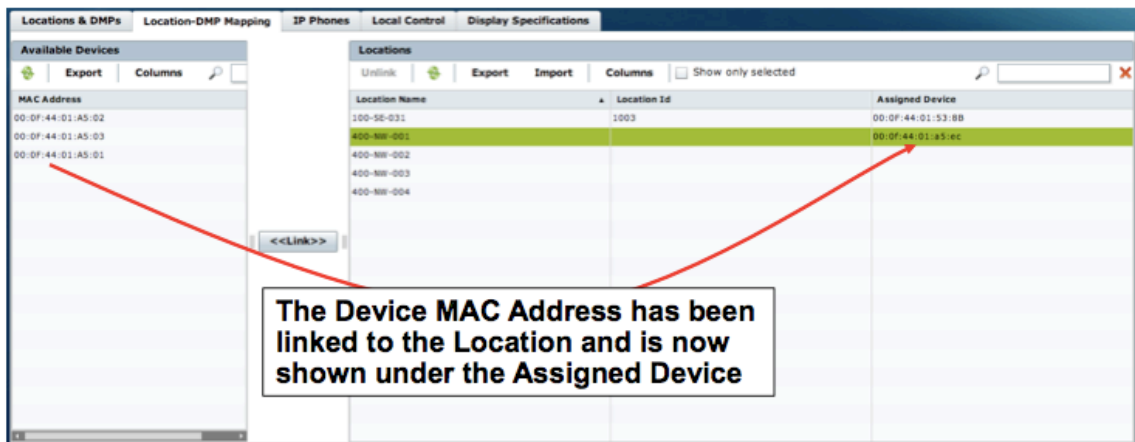 Locations & DMPs Location-DMP Mapping IP Phones Local Control Display Specifications
Available Devices
Export Columns
MAC Address
00:0F:44:01:A5:02
00:0F:44:01:A5:03
00:0F:44:01:A5:01
<<Link>>
Locations
Unlink Export Import Columns Show only selected
Location Name Location Id Assigned Device
100-SE-031 1003 00:0F:44:01:53:8B
400-NW-001 00:0f:44:01:a5:ec
400-NW-002
400-NW-003
400-NW-004
The Device MAC Address has been
linked to the Location and is now
shown under the Assigned Device